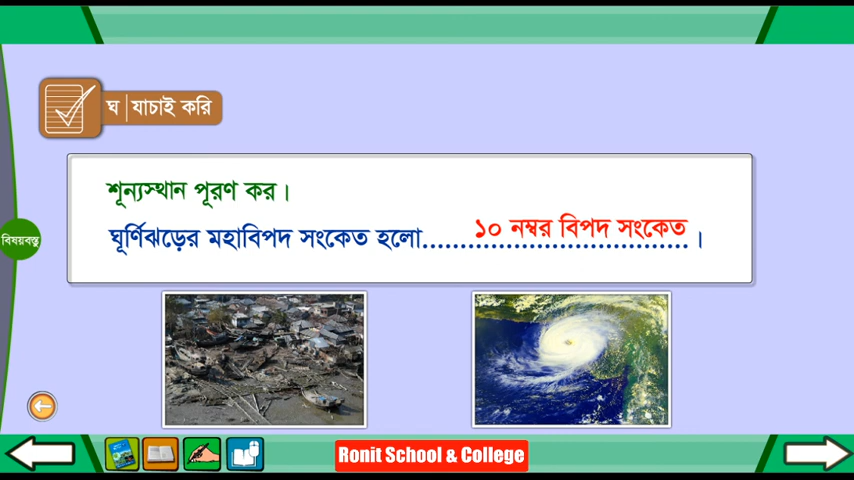 ঘ | যাচাই করি
শূন্যস্থান পূরণ কর।
ঘূর্ণিঝড়ের মহাবিপদ সংকেত হলো...................................। 
১০ নম্বর বিপদ সংকেত
বিষয়বস্তু
Ronit School & College